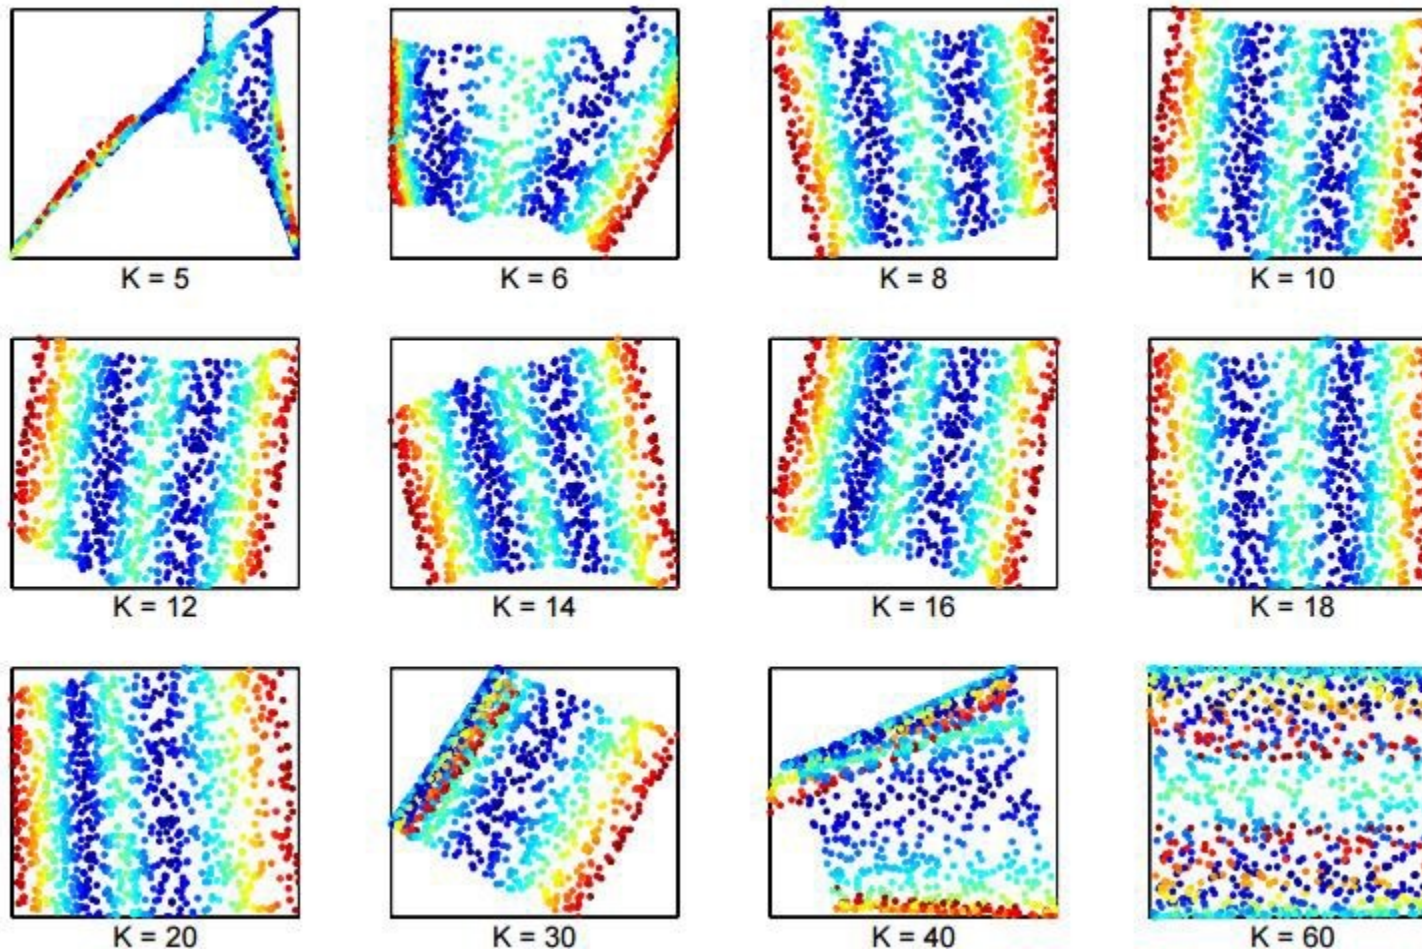 K = 5 K = 6 K = 8 K = 10
K = 12 K = 14 K = 16 K = 18
K = 20 K = 30 K = 40 K = 60